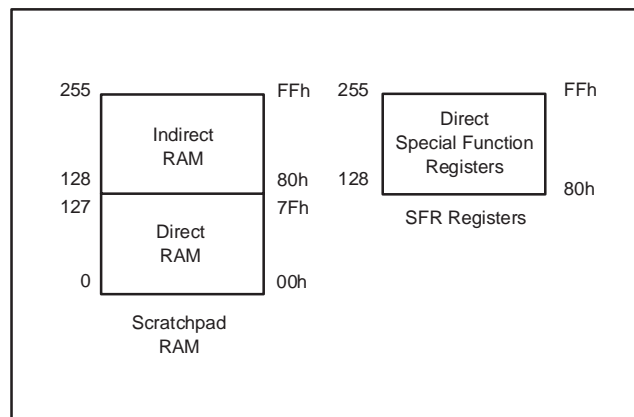 255
FFh
Indirect
RAM
128
80h
127
7Fh
Direct
RAM
0
00h
Scratchpad
RAM
255
FFh
Direct
Special Function
Registers
128
80h
SFR Registers